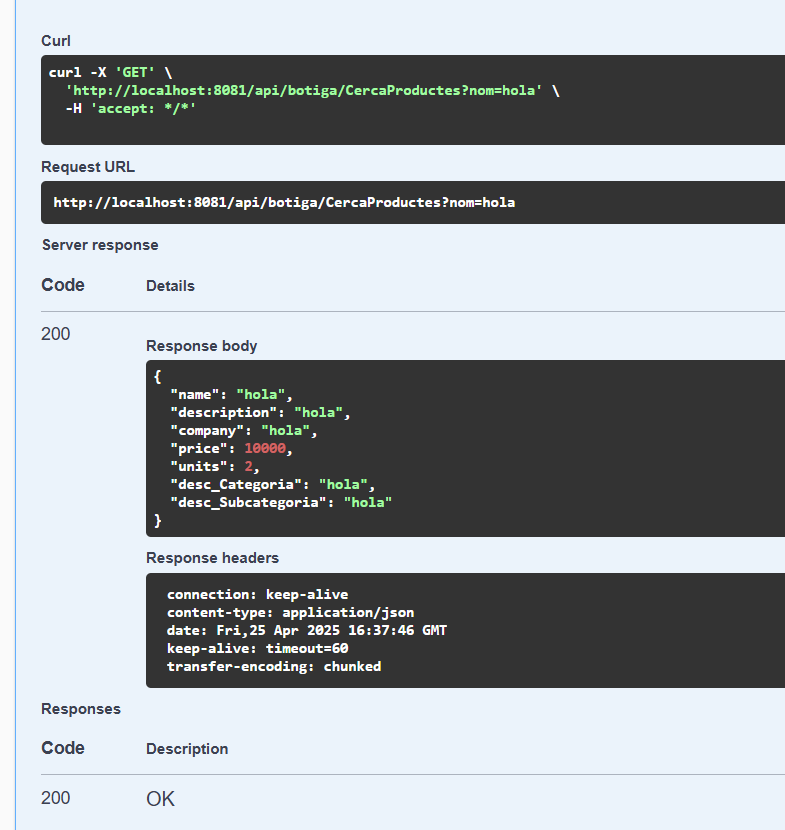 Curl
curl -X 'GET' \
  'http://localhost:8081/api/botiga/CercaProductes?nom=hola' \
  -H 'accept: */*'
Request URL
http://localhost:8081/api/botiga/CercaProductes?nom=hola
Server response
Code Details
200
Response body
{
  "name": "hola",
  "description": "hola",
  "company": "hola",
  "price": 10000,
  "units": 2,
  "desc_Categoria": "hola",
  "desc_Subcategoria": "hola"
}
Response headers
connection: keep-alive
content-type: application/json
date: Fri,25 Apr 2025 16:37:46 GMT
keep-alive: timeout=60
transfer-encoding: chunked
Responses
Code Description
200 OK